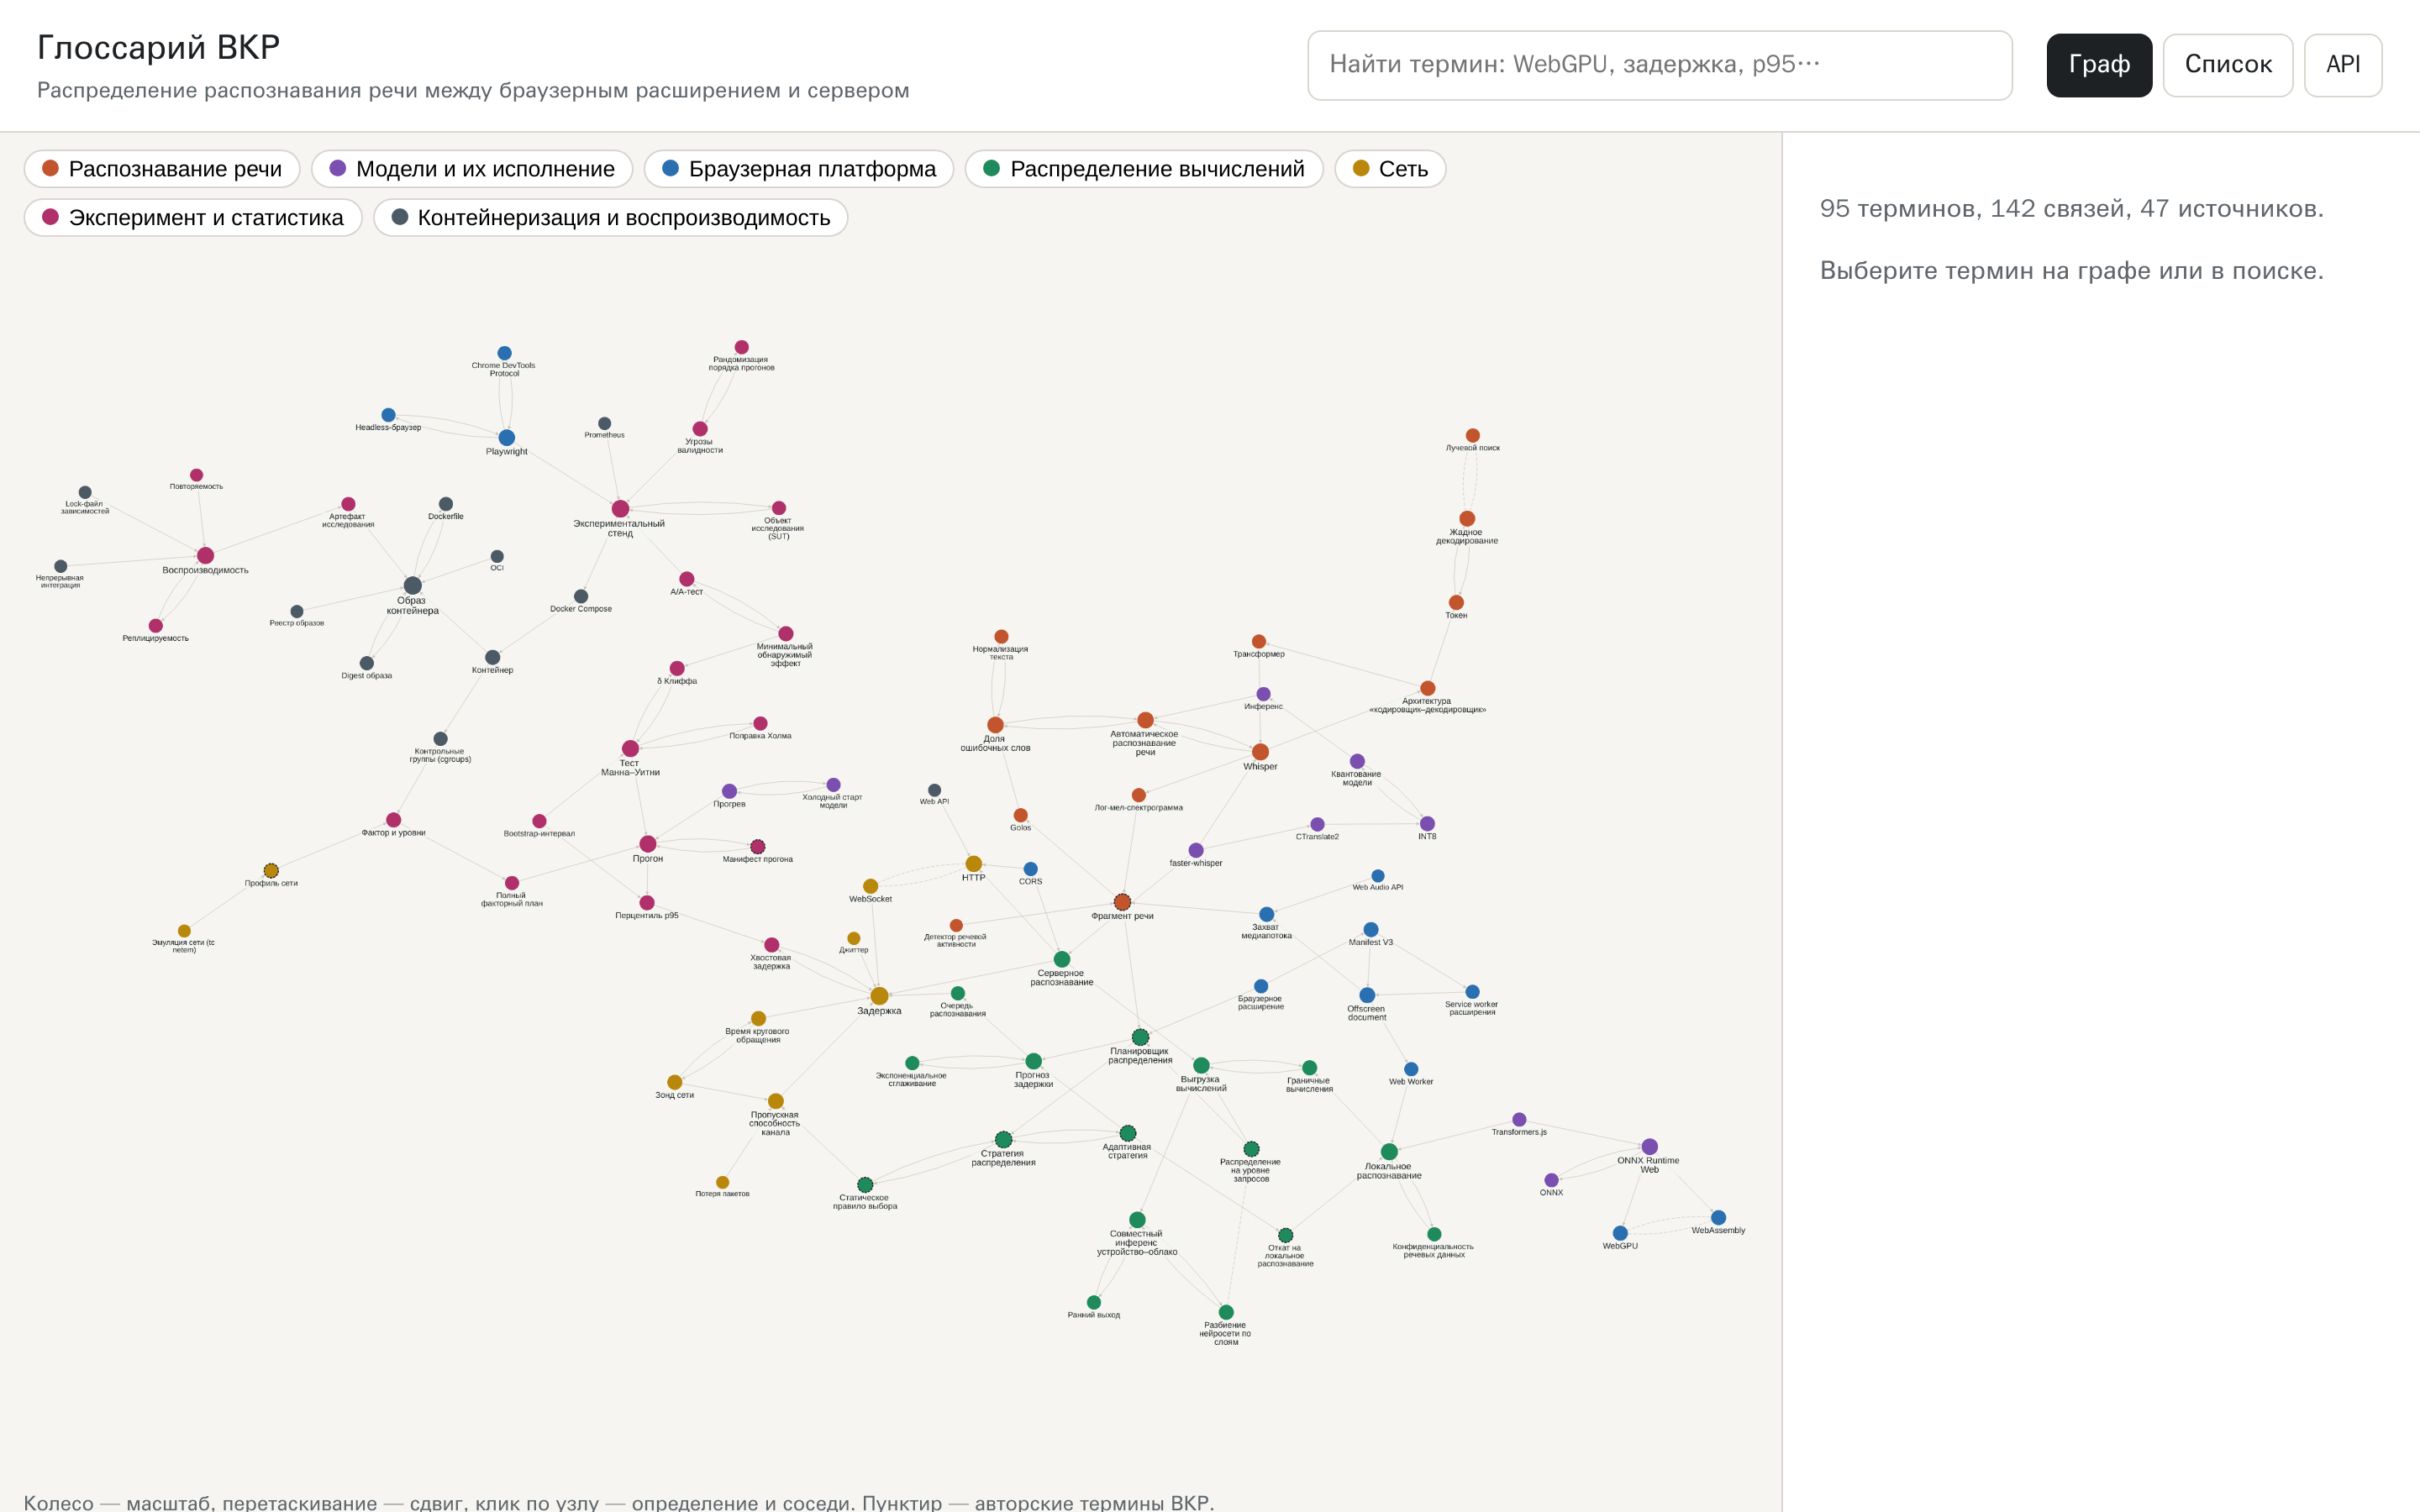 Глоссарий ВКР
Распределение распознавания речи между браузерным расширением и сервером
Найти термин: WebGPU, задержка, p95…
Граф
Список
API
Распознавание речи
Модели и их исполнение
Браузерная платформа
Распределение вычислений
Сеть
Эксперимент и статистика
Контейнеризация и воспроизводимость
95 терминов, 142 связей, 47 источников.
Выберите термин на графе или в поиске.
Chrome DevTools
Protocol
Рандомизация
порядка прогонов
Headless-браузер
Playwright
Prometheus
Угрозы
валидности
Лучевой поиск
Повторяемость
Lock-файл
зависимостей
Артефакт
исследования
Dockerfile
Экспериментальный
стенд
Объект
исследования
(SUT)
Жадное
декодирование
Непрерывная
интеграция
Воспроизводимость
OCI
Образ
контейнера
A/A-тест
Docker Compose
Реестр образов
Токен
Реплицируемость
Минимальный
обнаружимый
эффект
Нормализация
текста
Трансформер
Digest образа
Контейнер
δ Клиффа
Инференс
Архитектура
«кодировщик–декодировщик»
Поправка Холма
Доля
ошибочных слов
Автоматическое
распознавание
речи
Контрольные
группы (cgroups)
Тест
Манна–Уитни
Whisper
Квантование
модели
Прогрев
Холодный старт
модели
Web API
Лог-мел-спектрограмма
Фактор и уровни
Bootstrap-интервал
Golos
CTranslate2
INT8
Прогон
Манифест прогона
faster-whisper
Профиль сети
Полный
факторный план
WebSocket
HTTP
CORS
Web Audio API
Перцентиль p95
Фрагмент речи
Захват
медиапотока
Эмуляция сети (tc
netem)
Детектор речевой
активности
Manifest V3
Джиттер
Хвостовая
задержка
Серверное
распознавание
Браузерное
расширение
Задержка
Очередь
распознавания
Offscreen
document
Service worker
расширения
Время кругового
обращения
Планировщик
распределения
Экспоненциальное
сглаживание
Прогноз
задержки
Выгрузка
вычислений
Граничные
вычисления
Web Worker
Зонд сети
Пропускная
способность
канала
Transformers.js
Стратегия
распределения
Адаптивная
стратегия
Распределение
на уровне
запросов
Локальное
распознавание
ONNX Runtime
Web
ONNX
Потеря пакетов
Статическое
правило выбора
Совместный
инференс
устройство–облако
Откат на
локальное
распознавание
Конфиденциальность
речевых данных
WebGPU
WebAssembly
Ранний выход
Разбиение
нейросети по
слоям
Колесо — масштаб, перетаскивание — сдвиг, клик по узлу — определение и соседи. Пунктир — авторские термины ВКР.